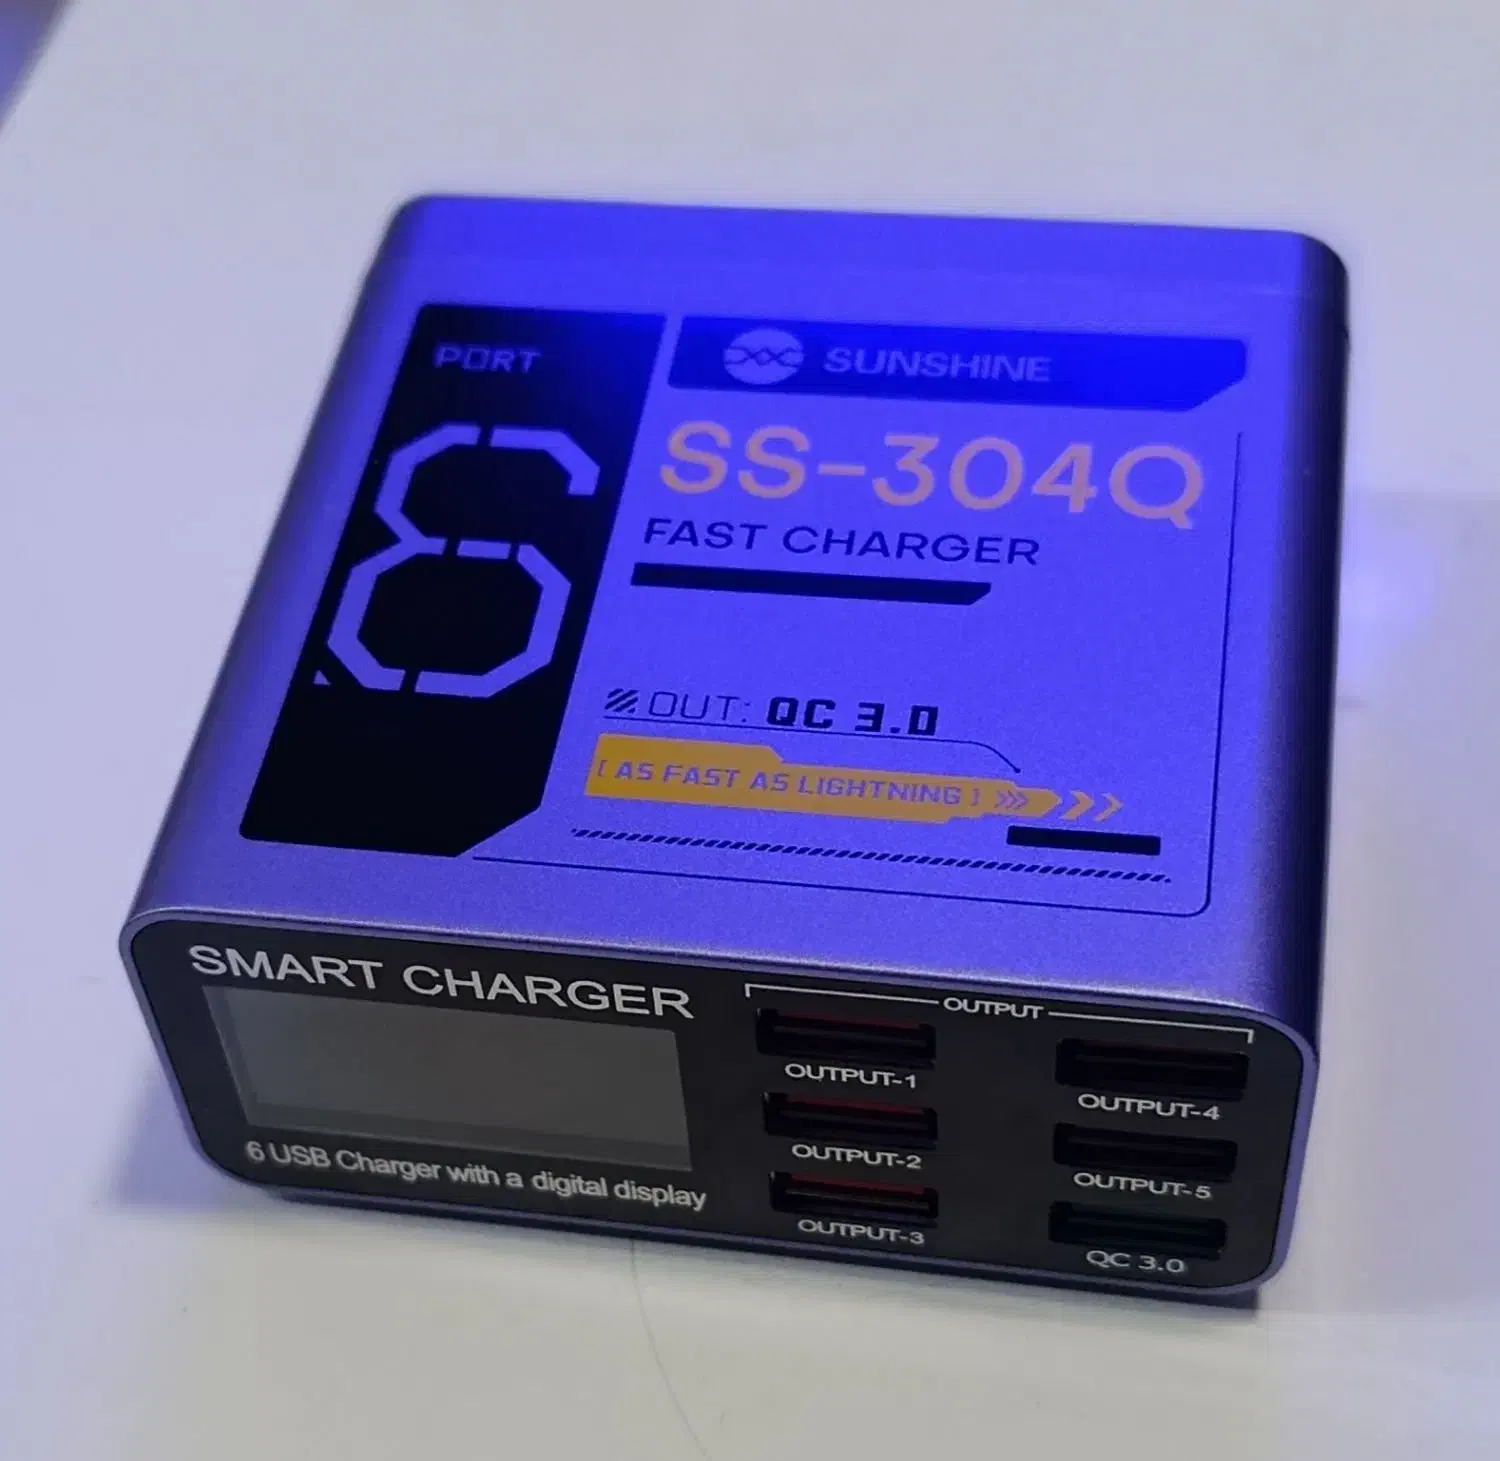 PORT
6
SUNSHINE
SS-304Q
FAST CHARGER
OUT: QC 3.0
[ AS FAST AS LIGHTNING ]
SMART CHARGER
6 USB Charger with a digital display
OUTPUT
OUTPUT-1
OUTPUT-2
OUTPUT-3
OUTPUT-4
OUTPUT-5
QC 3.0